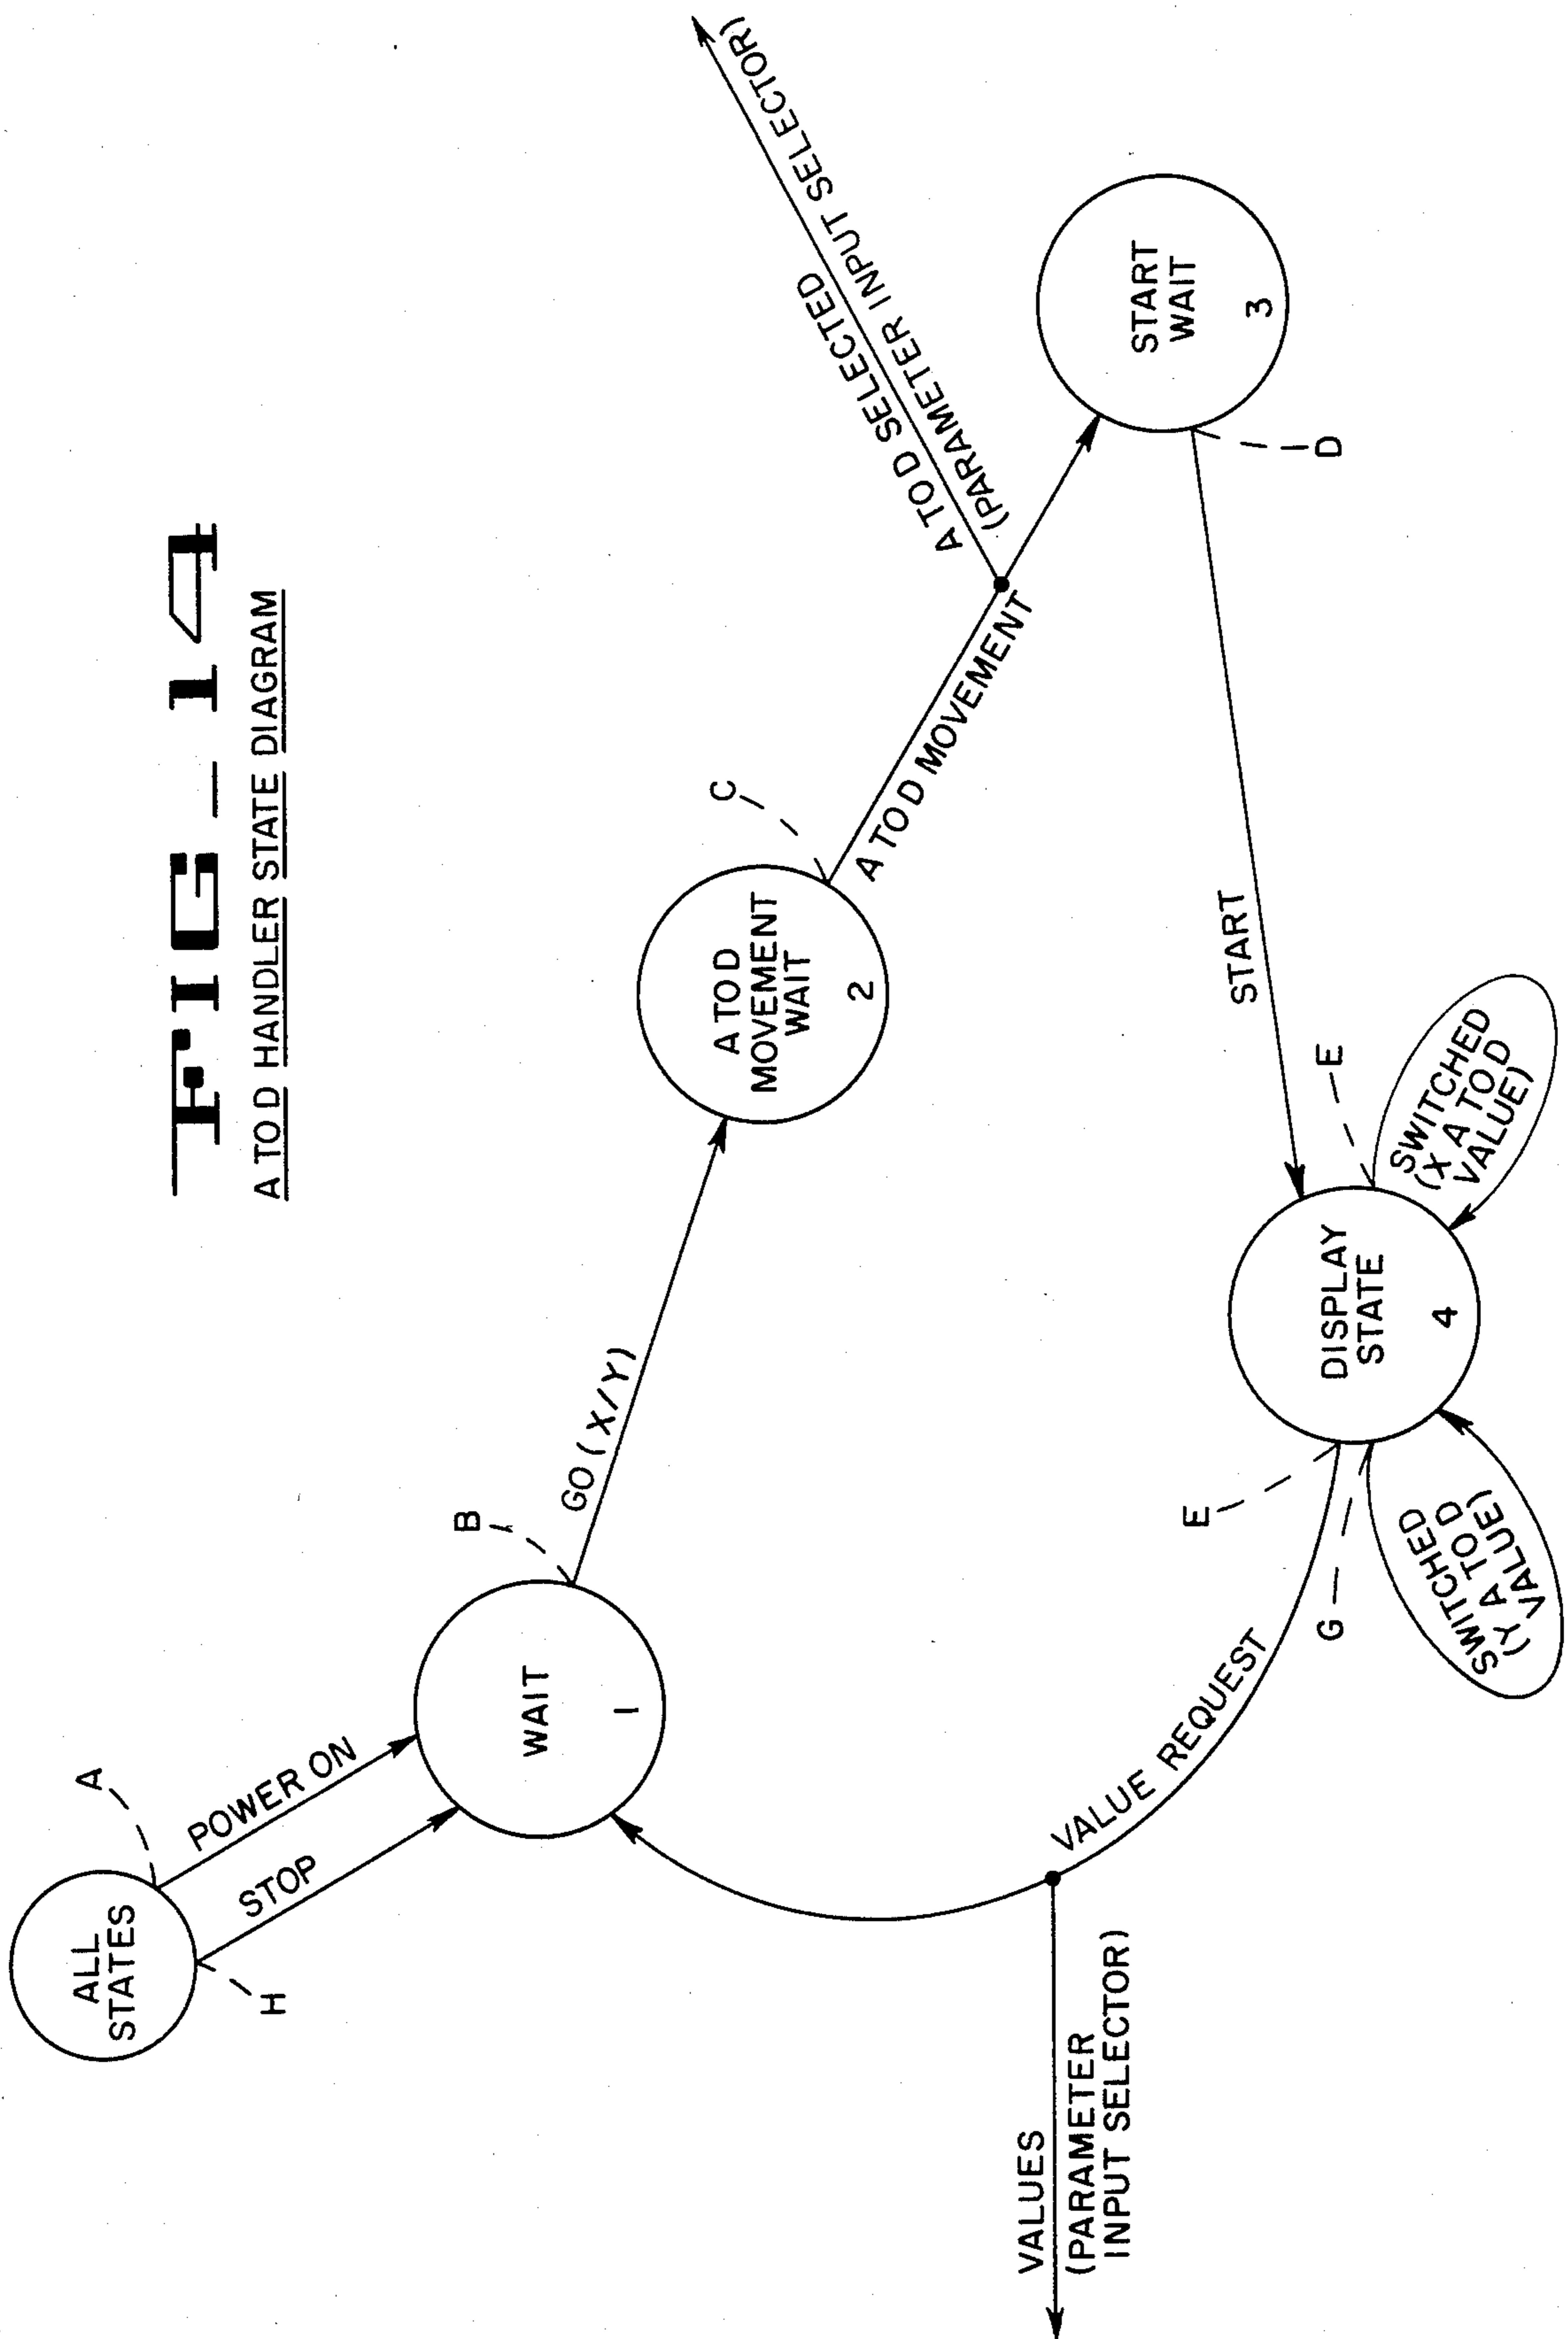 FIG_14
A TO D HANDLER STATE DIAGRAM
ALL
STATES
A
H
POWER ON
STOP
WAIT
1
B
GO (X/Y)
A TO D
MOVEMENT
WAIT
2
C
A TO D MOVEMENT
A TO D SELECTED
(PARAMETER INPUT SELECTOR)
START
WAIT
3
D
START
DISPLAY
STATE
4
E
SWITCHED
(X A TO D
VALUE)
E
G
SWITCHED
(Y A TO D
VALUE)
VALUE REQUEST
VALUES
(PARAMETER
INPUT SELECTOR)